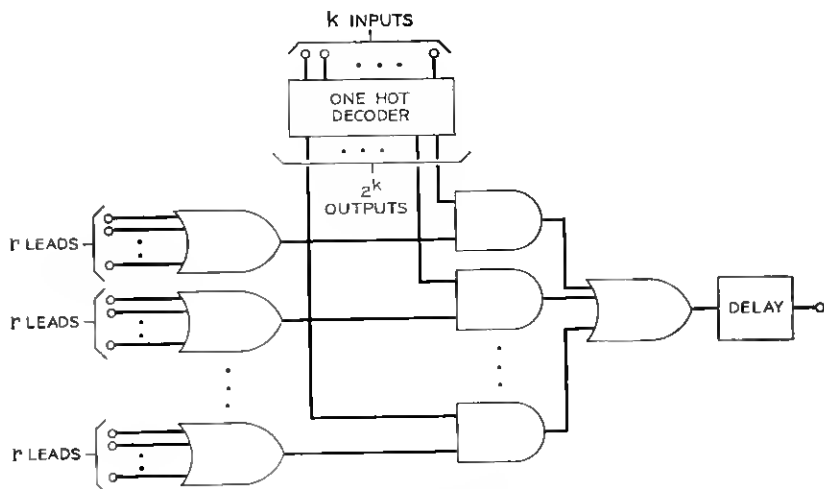 k INPUTS
ONE HOT
DECODER
2^k
OUTPUTS
r LEADS
r LEADS
DELAY
r LEADS